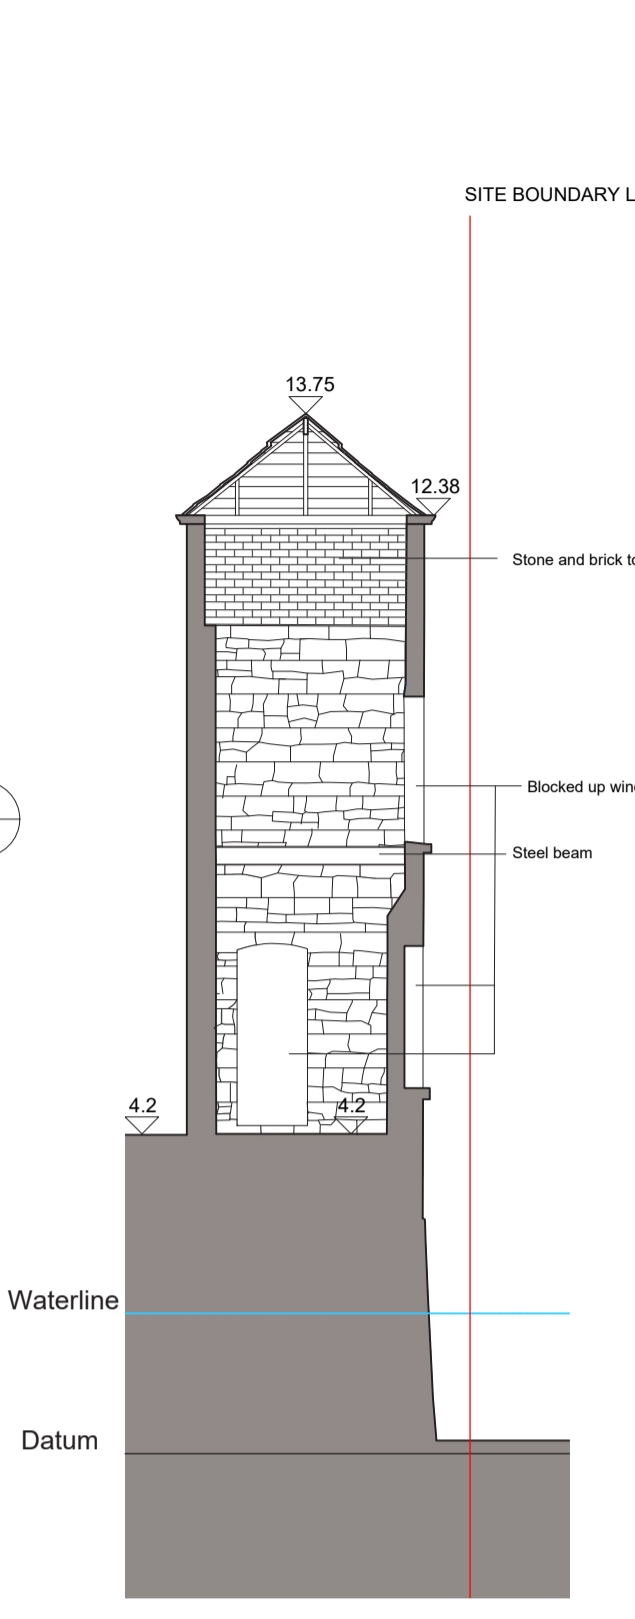 SITE BOUNDARY L
13.75
12.38
Stone and brick to
Blocked up win
Steel beam
4.2
4.2
Waterline
Datum